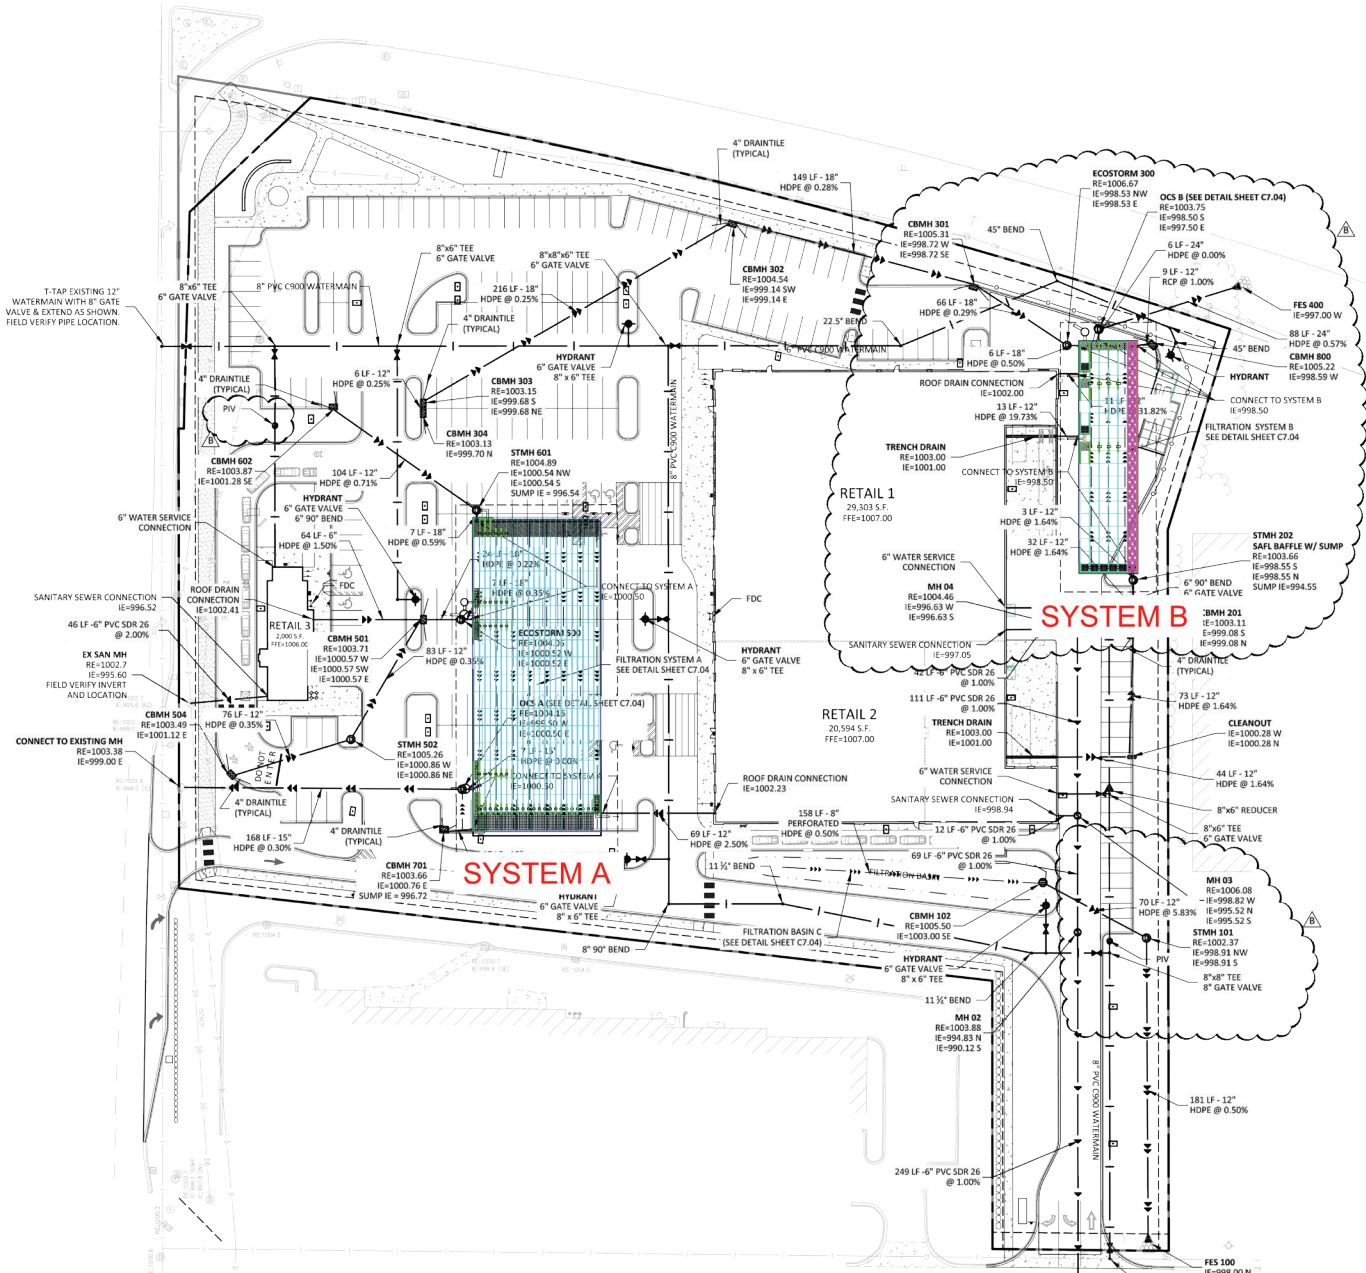 4" DRAINTILE
(TYPICAL)
149 LF - 18"
HDPE @ 0.28%
ECOSTORM 300
RE=1006.67
IE=998.53 NW
IE=998.53 E
OCS B (SEE DETAIL SHEET C7.04)
RE=1003.75
IE=998.50 S
IE=997.50 E
CBMH 301
RE=1005.31
IE=998.72 W
IE=998.72 SE
45" BEND
6 LF - 24"
HDPE @ 0.00%
9 LF - 12"
RCP @ 1.00%
B
8"x6" TEE
6" GATE VALVE
8"x8"x6" TEE
6" GATE VALVE
CBMH 302
RE=1004.54
IE=999.14 SW
IE=999.14 E
T-TAP EXISTING 12"
WATERMAIN WITH 8" GATE
VALVE & EXTEND AS SHOWN.
FIELD VERIFY PIPE LOCATION.
8"x6" TEE
6" GATE VALVE
8" PVC C900 WATERMAIN
216 LF - 18"
HDPE @ 0.25%
4" DRAINTILE
(TYPICAL)
66 LF - 18"
HDPE @ 0.29%
FES 400
IE=997.00 W
22.5° BEND
88 LF - 24"
HDPE @ 0.57%
6" PVC C900 WATERMAIN
45" BEND
6 LF - 18"
HDPE @ 0.50%
CBMH 800
RE=1005.22
IE=998.59 W
HYDRANT
HYDRANT
6" GATE VALVE
8" x 6" TEE
6 LF - 12"
HDPE @ 0.25%
4" DRAINTILE
(TYPICAL)
CBMH 303
RE=1003.15
IE=999.68 S
IE=999.68 NE
ROOF DRAIN CONNECTION
IE=1002.00
CONNECT TO SYSTEM B
IE=998.50
PIV
13 LF - 12"
HDPE @ 19.73%
FILTRATION SYSTEM B
SEE DETAIL SHEET C7.04
B
CBMH 304
RE=1003.13
IE=999.70 N
8" PVC C900 WATERMAIN
TRENCH DRAIN
RE=1003.00
IE=1001.00
CBMH 602
RE=1003.87
IE=1001.28 SE
STMH 601
RE=1004.89
IE=1000.54 NW
IE=1000.54 S
SUMP IE = 996.54
104 LF - 12"
HDPE @ 0.71%
CONNECT TO SYSTEM B
IE=998.50
RETAIL 1
29,303 S.F.
FFE=1007.00
HYDRANT
6" GATE VALVE
6" 90° BEND
3 LF - 12"
HDPE @ 1.64%
6" WATER SERVICE
CONNECTION
7 LF - 18"
HDPE @ 0.59%
64 LF - 6"
HDPE @ 1.50%
32 LF - 12"
HDPE @ 1.64%
STMH 202
SAFL BAFFLE W/ SUMP
RE=1003.66
IE=998.55 S
IE=998.55 N
SUMP IE=994.55
6" WATER SERVICE
CONNECTION
6" 90° BEND
6" GATE VALVE
FDC
ROOF DRAIN
CONNECTION
IE=1002.41
CONNECT TO SYSTEM A
IE=1000.50
MH 04
RE=1004.46
IE=996.63 W
IE=996.63 S
SANITARY SEWER CONNECTION
IE=996.52
FDC
SYSTEM B
RE=1003.11
IE=999.08 S
IE=999.08 N
46 LF -6" PVC SDR 26
@ 2.00%
RETAIL 3
2,000 S.F.
FFE=1006.00
CBMH 501
RE=1003.71
IE=1000.57 W
IE=1000.57 SW
IE=1000.57 E
ECOSTORM 500
RE=1004.06
IE=1000.52 W
IE=1000.52 E
SANITARY SEWER CONNECTION
IE=997.05
EX SAN MH
RE=1002.7
IE=995.60
FIELD VERIFY INVERT
AND LOCATION
83 LF - 12"
HDPE @ 0.35%
FILTRATION SYSTEM A
SEE DETAIL SHEET C7.04
HYDRANT
6" GATE VALVE
8" x 6" TEE
4" DRAINTILE
(TYPICAL)
42 LF -6" PVC SDR 26
@ 1.00%
111 LF -6" PVC SDR 26
@ 1.00%
73 LF - 12"
HDPE @ 1.64%
CBMH 504
RE=1003.49
IE=1001.12 E
76 LF - 12"
HDPE @ 0.35%
OCS A (SEE DETAIL SHEET C7.04)
RE=1004.15
RETAIL 2
20,594 S.F.
FFE=1007.00
TRENCH DRAIN
RE=1003.00
IE=1001.00
CLEANOUT
IE=1000.28 W
IE=1000.28 N
CONNECT TO EXISTING MH
RE=1003.38
IE=999.00 E
STMH 502
RE=1005.26
IE=1000.86 W
IE=1000.86 NE
DO NOT
ENTER
6" WATER SERVICE
CONNECTION
44 LF - 12"
HDPE @ 1.64%
ROOF DRAIN CONNECTION
IE=1002.23
4" DRAINTILE
(TYPICAL)
SANITARY SEWER CONNECTION
IE=998.94
8"x6" REDUCER
158 LF - 8"
PERFORATED
HDPE @ 0.50%
168 LF - 15"
HDPE @ 0.30%
4" DRAINTILE
(TYPICAL)
69 LF - 12"
HDPE @ 2.50%
12 LF -6" PVC SDR 26
@ 1.00%
8"x6" TEE
6" GATE VALVE
69 LF -6" PVC SDR 26
@ 1.00%
CBMH 701
RE=1003.66
IE=1000.76 E
SUMP IE = 996.72
SYSTEM A
11 ¼° BEND
FILTRATION BASIN
MH 03
RE=1006.08
IE=998.82 W
IE=995.52 N
IE=995.52 S
HYDRANT
6" GATE VALVE
8" x 6" TEE
70 LF - 12"
HDPE @ 5.83%
CBMH 102
RE=1005.50
IE=1003.00 SE
B
FILTRATION BASIN C
(SEE DETAIL SHEET C7.04)
STMH 101
RE=1002.37
IE=998.91 NW
IE=998.91 S
8" 90° BEND
HYDRANT
6" GATE VALVE
8" x 6" TEE
PIV
8"x8" TEE
8" GATE VALVE
11 ¼° BEND
MH 02
RE=1003.88
IE=994.83 N
IE=990.12 S
8" PVC C900 WATERMAIN
181 LF - 12"
HDPE @ 0.50%
249 LF -6" PVC SDR 26
@ 1.00%
FES 100
IE=998.00 N